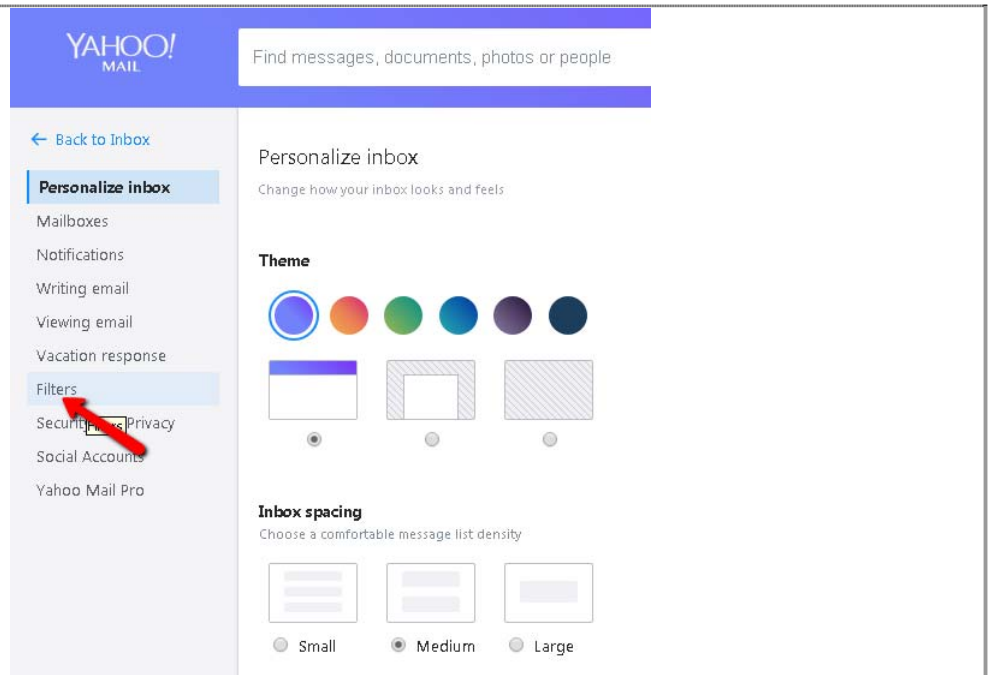 YAHOO!
MAIL
Find messages, documents, photos or people
← Back to Inbox
Personalize inbox
Mailboxes
Notifications
Writing email
Viewing email
Vacation response
Filters
Privacy
Social Accounts
Yahoo Mail Pro
Personalize inbox
Change how your inbox looks and feels
Theme
Inbox spacing
Choose a comfortable message list density
Small Medium Large